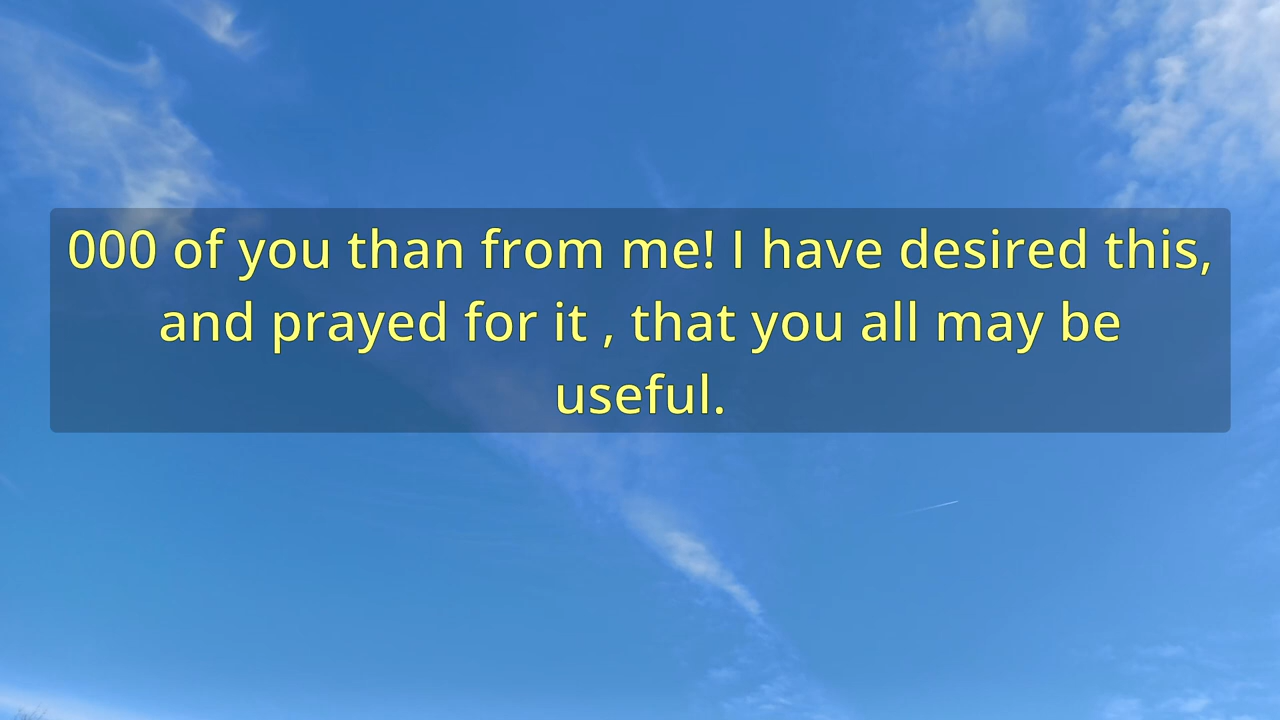 000 of you than from me! I have desired this,
and prayed for it , that you all may be
useful.